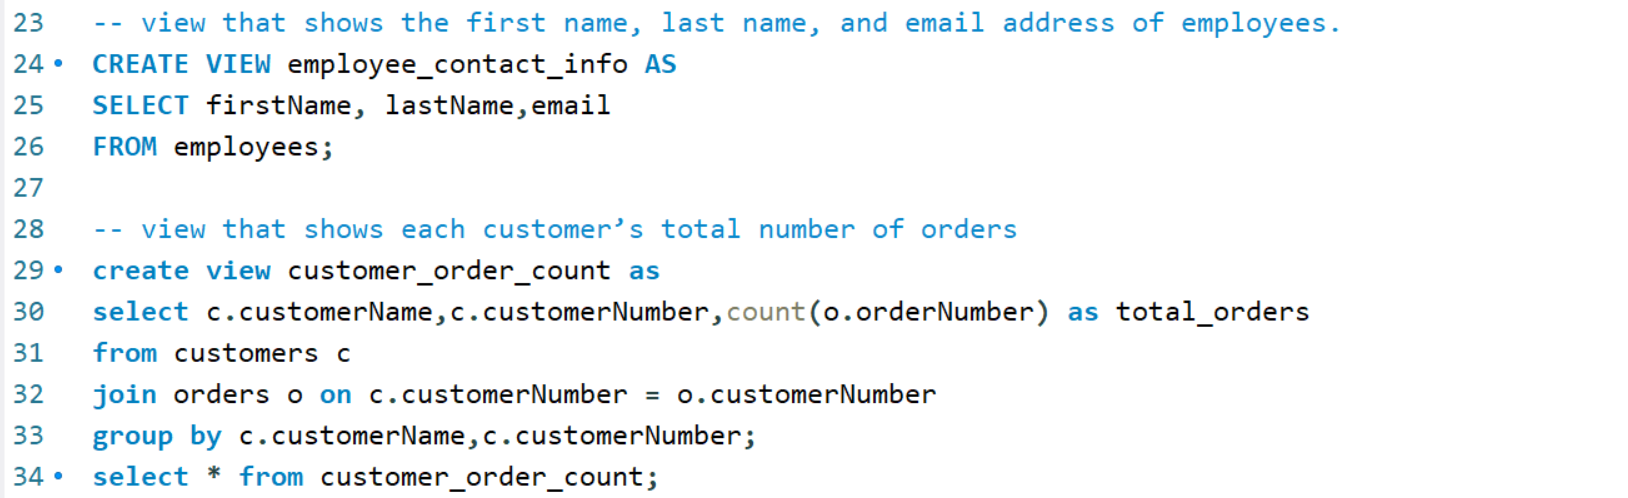 23 -- view that shows the first name, last name, and email address of employees.
24 • CREATE VIEW employee_contact_info AS
25 SELECT firstName, lastName,email
26 FROM employees;
27
28 -- view that shows each customer’s total number of orders
29 • create view customer_order_count as
30 select c.customerName,c.customerNumber,count(o.orderNumber) as total_orders
31 from customers c
32 join orders o on c.customerNumber = o.customerNumber
33 group by c.customerName,c.customerNumber;
34 • select * from customer_order_count;